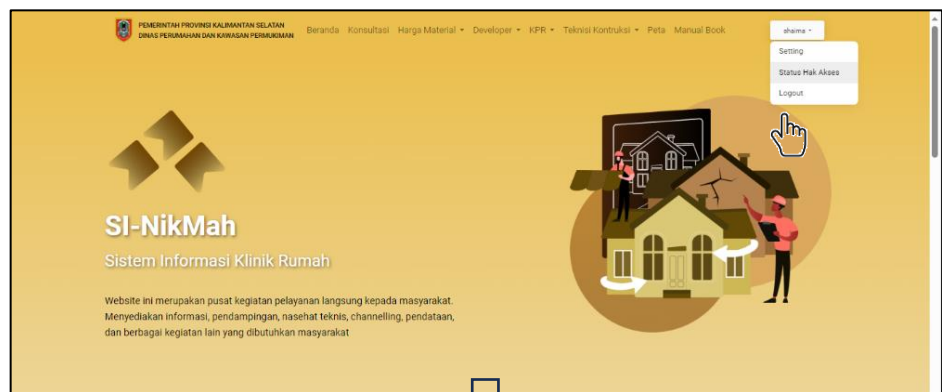 PEMERINTAH PROVINSI KALIMANTAN SELATAN
DINAS PERUMAHAN DAN KAWASAN PERMUKIMAN
Beranda Konsultasi Harga Material Developer KPR Teknisi Kontruksi Peta Manual Book
shaima
Setting
Status Hak Akses
Logout
SI-NikMah
Sistem Informasi Klinik Rumah
Website ini merupakan pusat kegiatan pelayanan langsung kepada masyarakat.
Menyediakan informasi, pendampingan, nasehat teknis, channelling, pendataan,
dan berbagai kegiatan lain yang dibutuhkan masyarakat